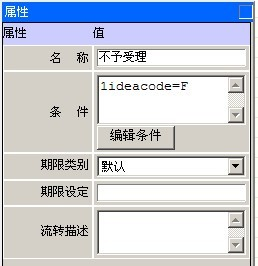 属性
属性 值
名 称 不予受理
条 件 1ideacode=F
编辑条件
期限类别 默认
期限设定
流转描述